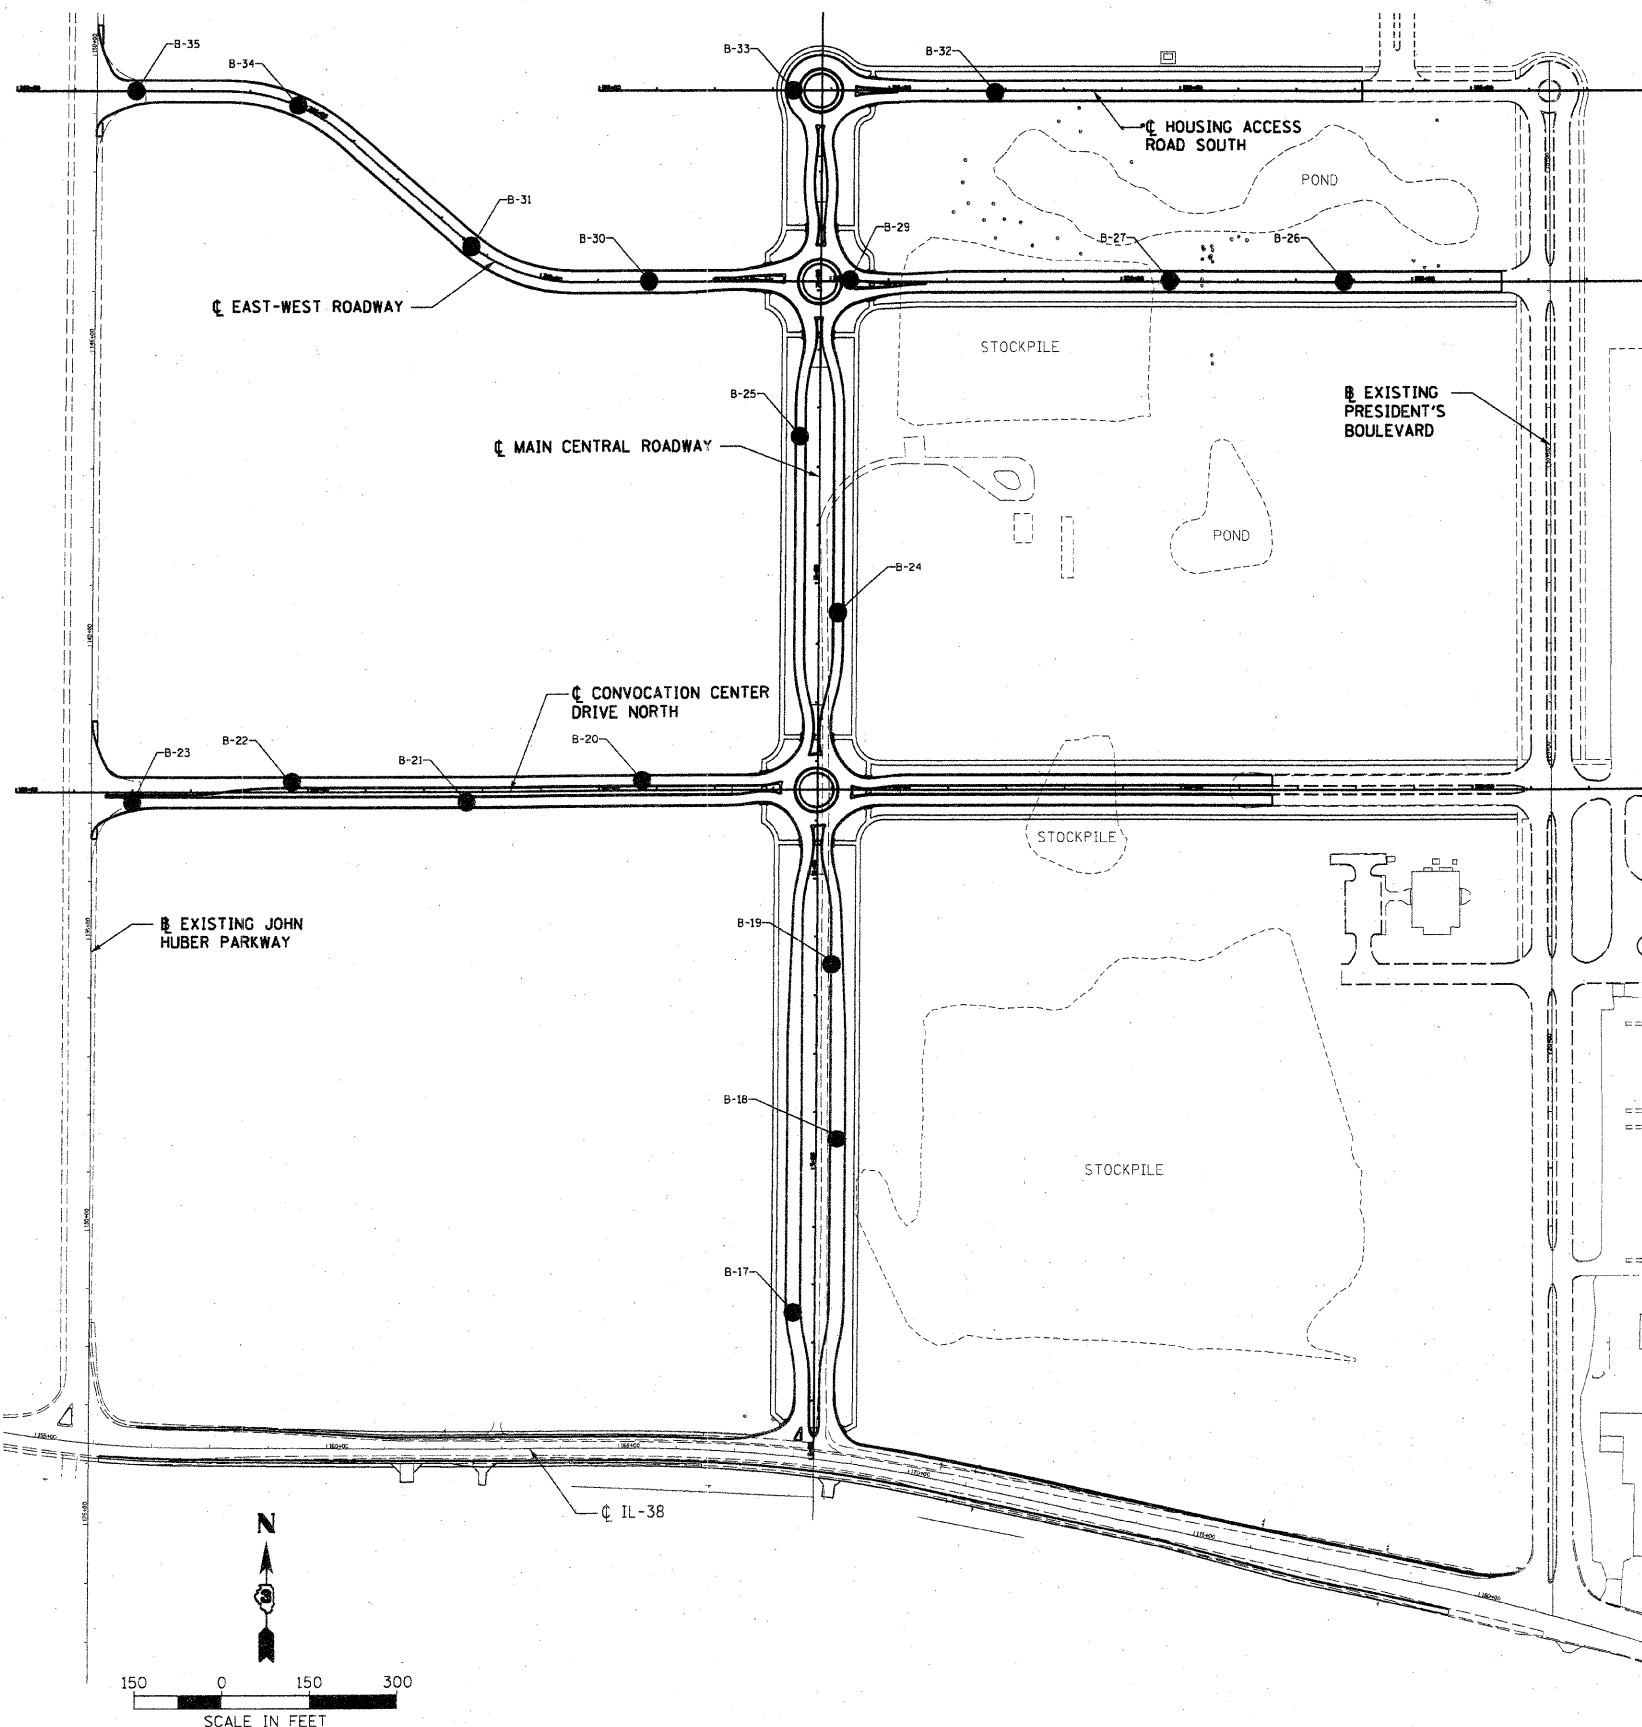 B-35
B-34
B-33
B-32
℄ HOUSING ACCESS
ROAD SOUTH
POND
B-31
B-30
B-29
B-27
B-26
℄ EAST-WEST ROADWAY
STOCKPILE
B-25
℄ MAIN CENTRAL ROADWAY
EXISTING
PRESIDENT'S
BOULEVARD
POND
B-24
℄ CONVOCATION CENTER
DRIVE NORTH
B-23
B-22
B-21
B-20
STOCKPILE
EXISTING JOHN
HUBER PARKWAY
B-19
B-18
STOCKPILE
B-17
℄ IL-38
N
150 0 150 300
SCALE IN FEET